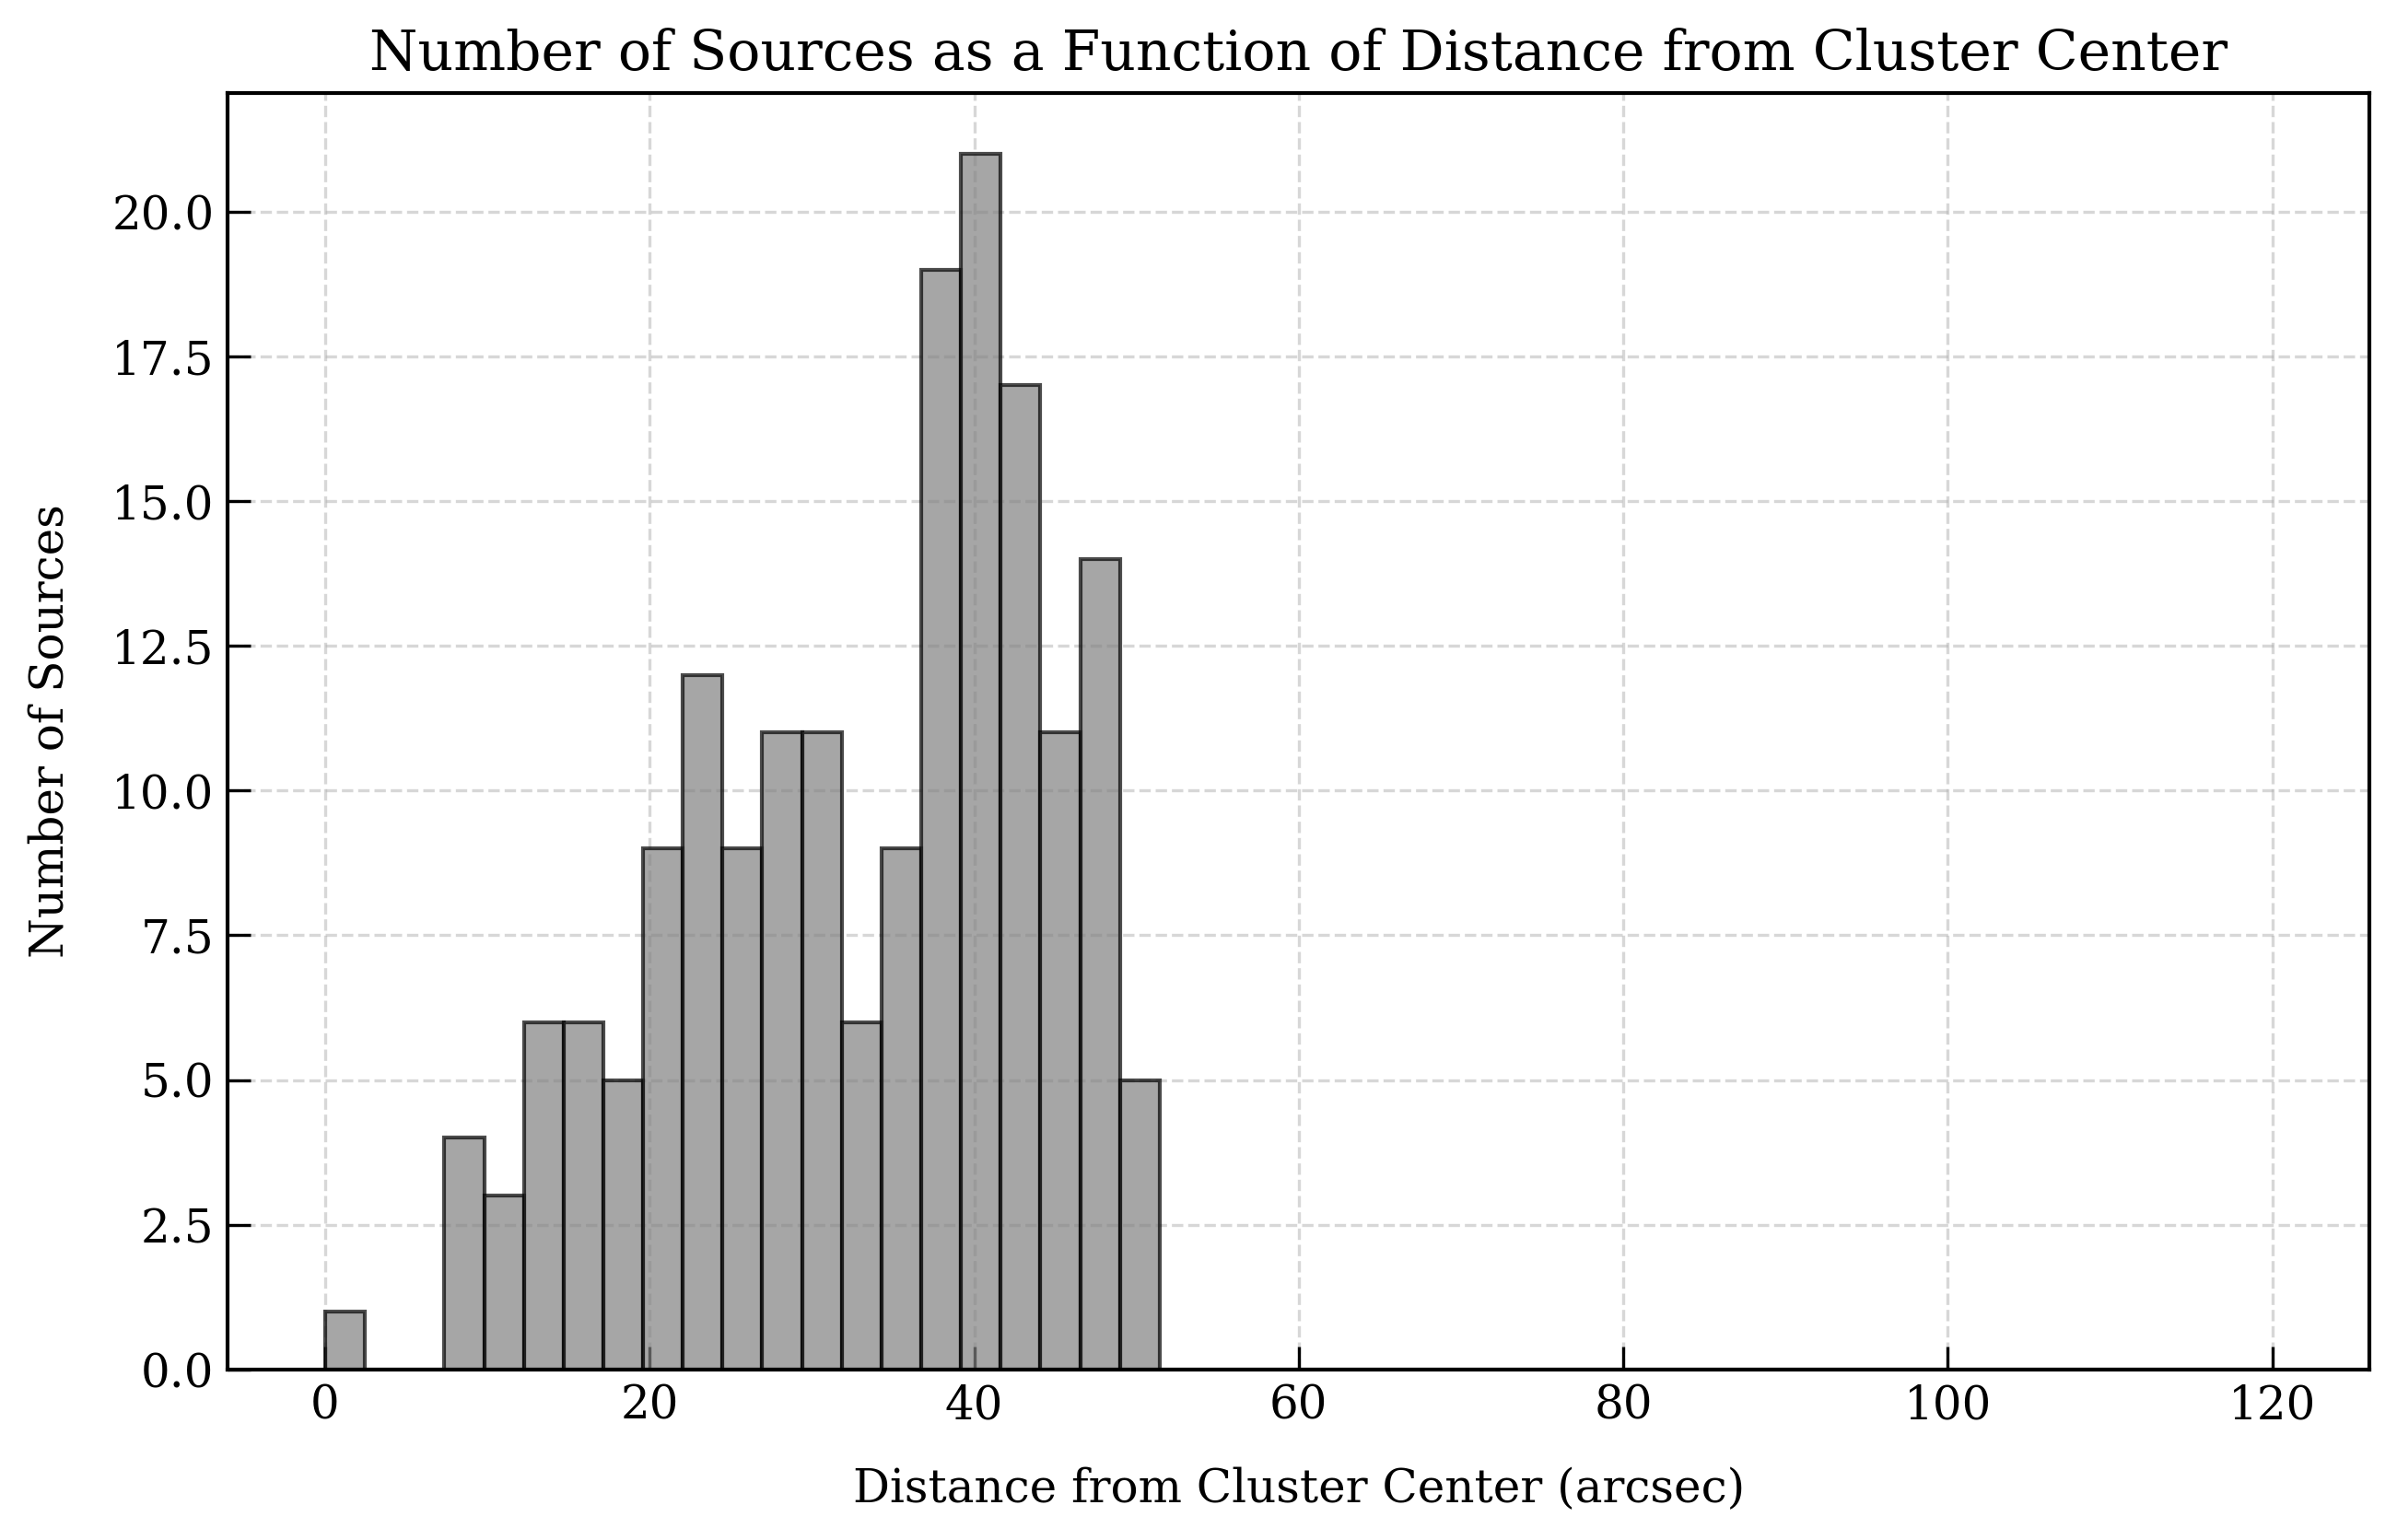 Number of Sources as a Function of Distance from Cluster Center
Number of Sources
20.0
17.5
15.0
12.5
10.0
7.5
5.0
2.5
0.0
0 20 40 60 80 100 120
Distance from Cluster Center (arcsec)